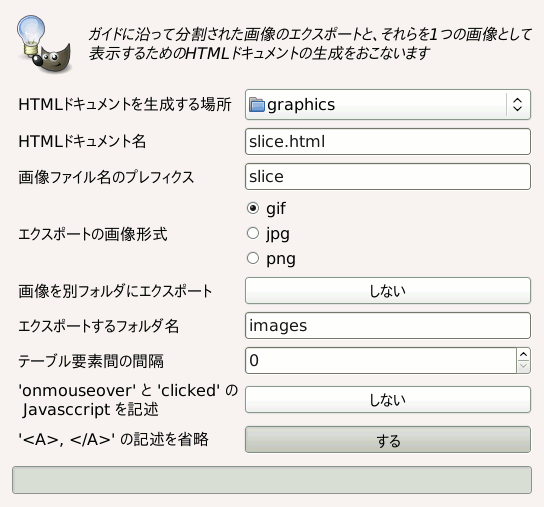 ガイドに沿って分割された画像のエクスポートと、それらを1つの画像として
表示するためのHTMLドキュメントの生成をおこないます
HTMLドキュメントを生成する場所 graphics
HTMLドキュメント名 slice.html
画像ファイル名のプレフィクス slice
gif
エクスポートの画像形式 jpg
png
画像を別フォルダにエクスポート しない
エクスポートするフォルダ名 images
テーブル要素間の間隔 0
'onmouseover' と 'clicked' の
Javasccript を記述 しない
'<A>, </A>' の記述を省略 する